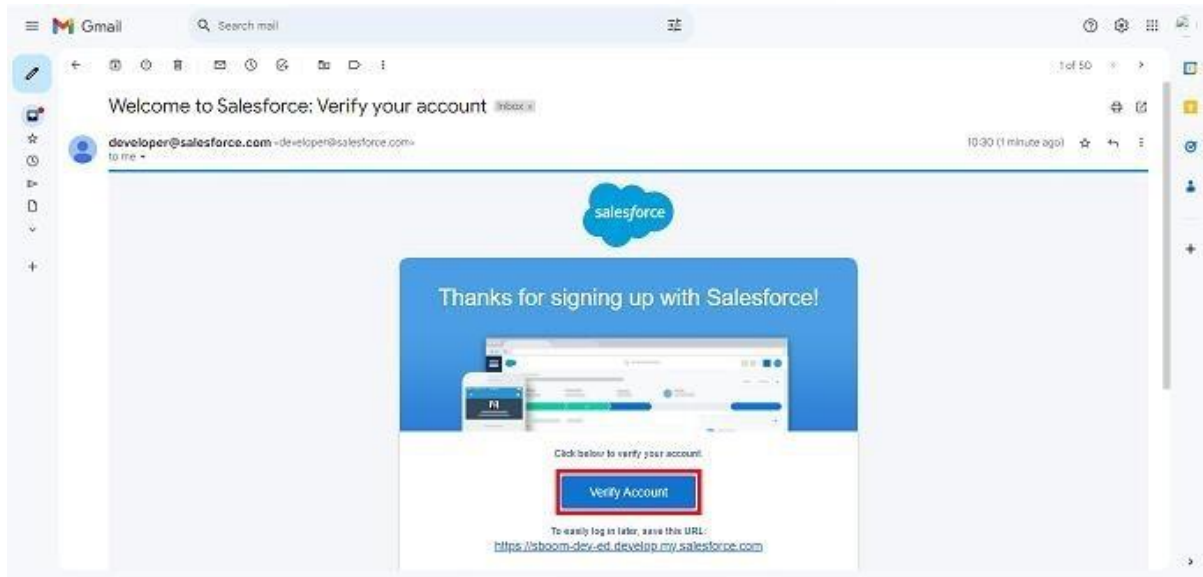 Gmail
Search mail
1 of 50
Welcome to Salesforce: Verify your account Inbox x
developer@salesforce.com <developer@salesforce.com>
to me
10:30 (1 minute ago)
salesforce
Thanks for signing up with Salesforce!
Click below to verify your account.
Verify Account
To easily log in later, save this URL:
https://sboom-dev-ed.develop.my.salesforce.com